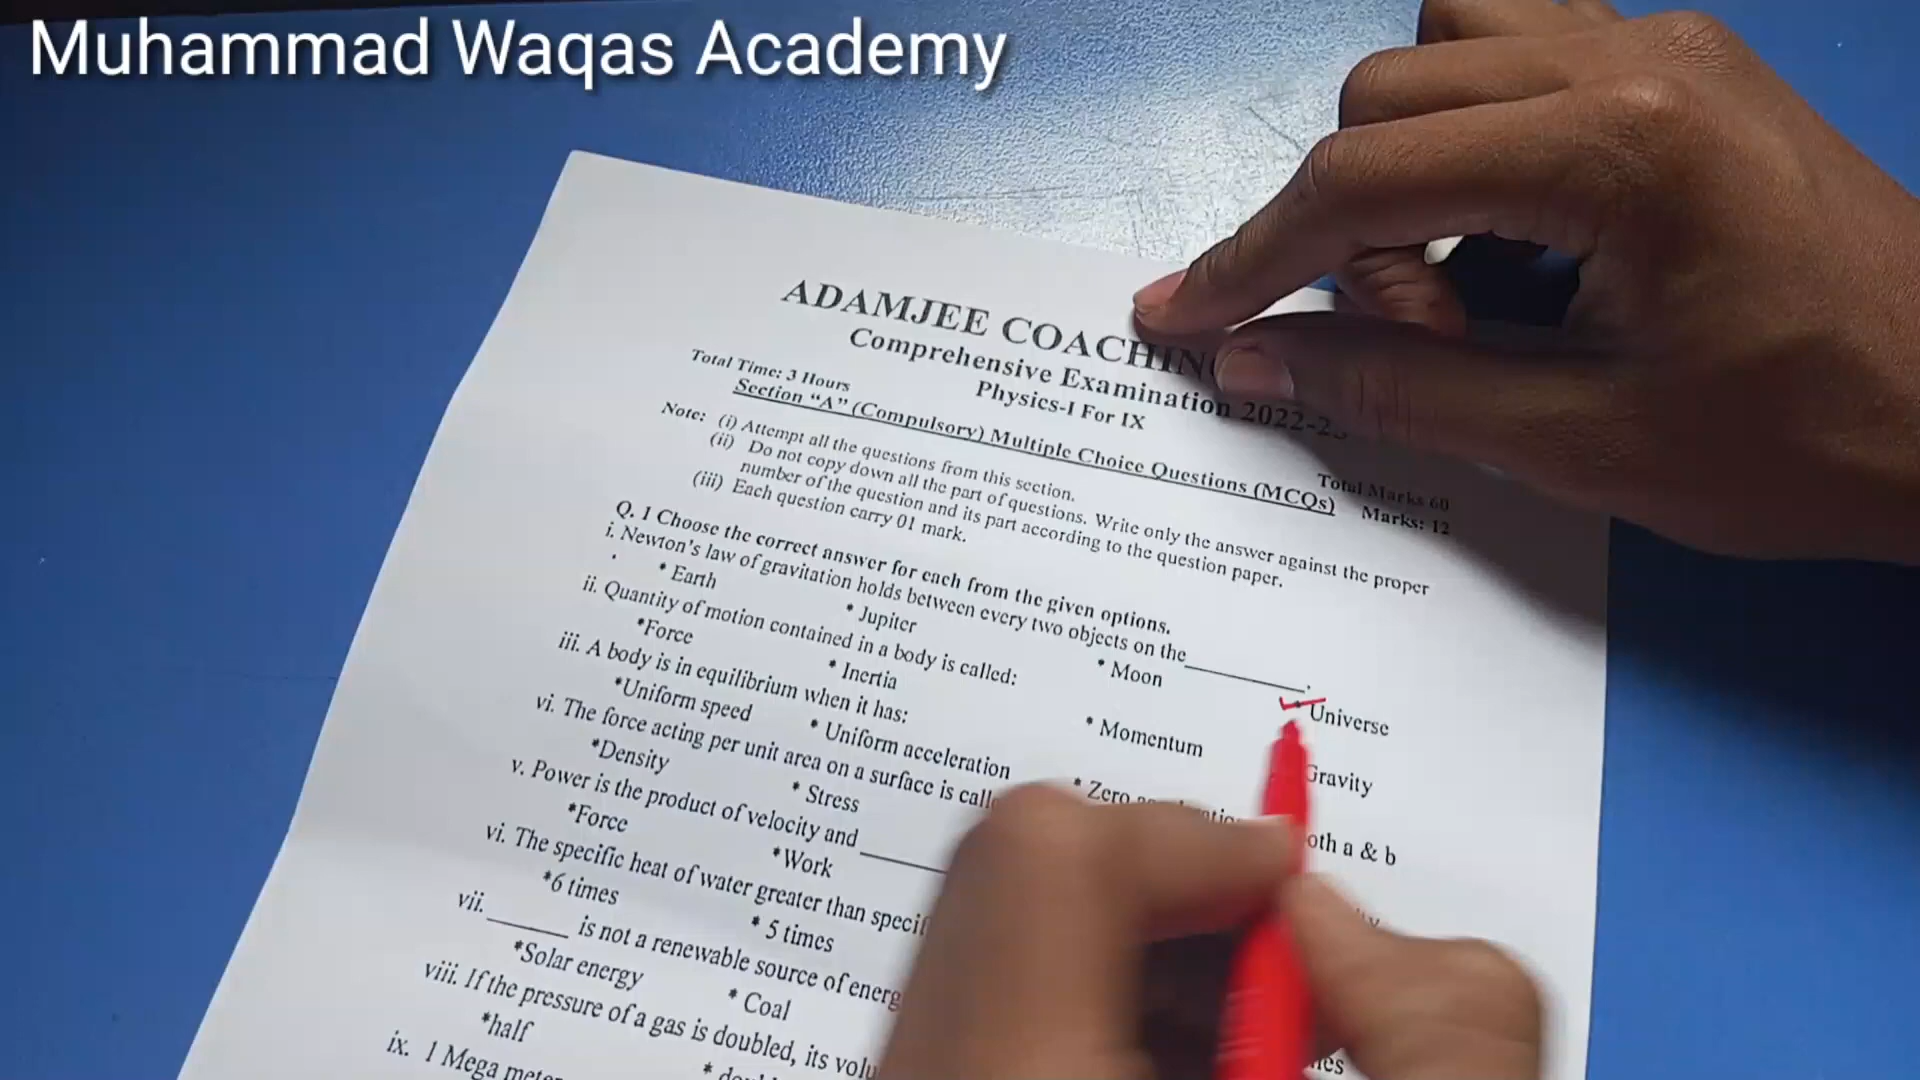 Muhammad Waqas Academy
ADAMJEE COACHIN
Comprehensive Examination 2022-2
Physics-I For IX
Total Time: 3 Hours
Total Marks 60
Section “A” (Compulsory) Multiple Choice Questions (MCQs) Marks: 12
Note: (i) Attempt all the questions from this section.
(ii) Do not copy down all the part of questions. Write only the answer against the proper
number of the question and its part according to the question paper.
(iii) Each question carry 01 mark.
Q. 1 Choose the correct answer for each from the given options.
i. Newton’s law of gravitation holds between every two objects on the____________.
* Earth * Jupiter * Moon * Universe
ii. Quantity of motion contained in a body is called:
*Force * Inertia * Momentum Gravity
iii. A body is in equilibrium when it has:
*Uniform speed * Uniform acceleration * Zero oth a & b
vi. The force acting per unit area on a surface is calle
*Density * Stress
v. Power is the product of velocity and ________
*Force *Work
vi. The specific heat of water greater than specif
*6 times * 5 times
vii. ________ is not a renewable source of energ
*Solar energy * Coal
viii. If the pressure of a gas is doubled, its volu
*half
ix. 1 Mega